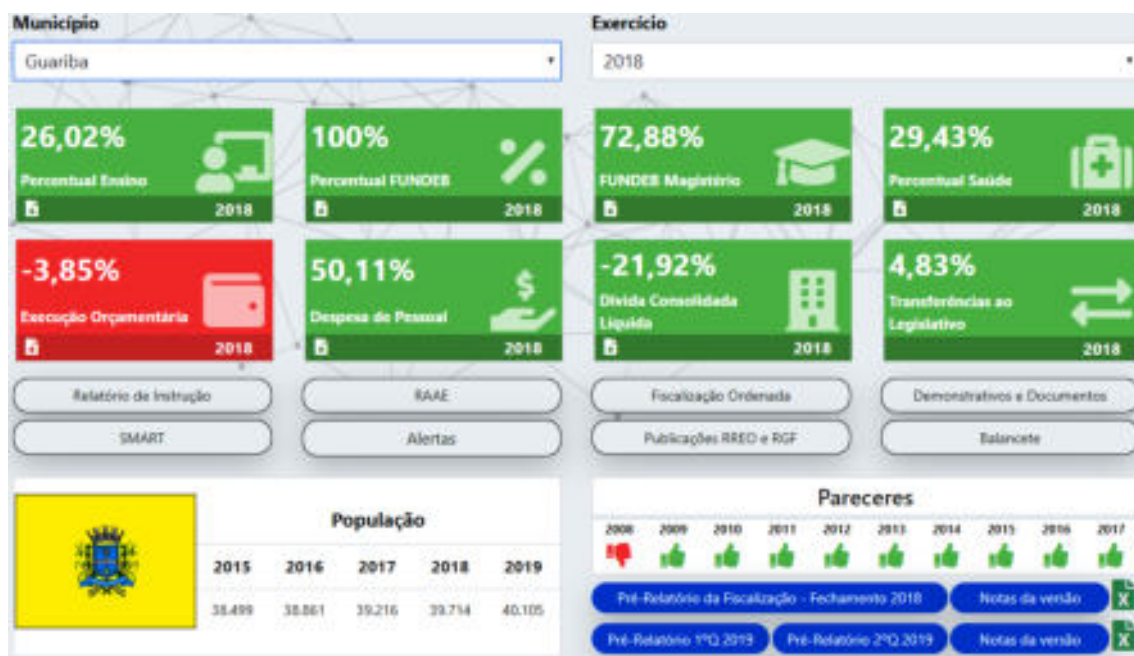 Município Exercício
Guariba 2018
26,02% 100% 72,88% 29,43%
Percentual Ensino Percentual FUNDEB FUNDEB Magistério Percentual Saúde
2018 2018 2018 2018
-3,85% 50,11% -21,92% 4,83%
Execução Orçamentária Despesa de Pessoal Dívida Consolidada Líquida Transferências ao Legislativo
2018 2018 2018 2018
Relatório de Instrução RAAE Fiscalização Ordenada Demonstrativos e Documentos
SMART Alertas Publicações RREO e RGF Balancete
População
2015 2016 2017 2018 2019
38.499 38.861 39.216 39.714 40.105
Pareceres
2008 2009 2010 2011 2012 2013 2014 2015 2016 2017
Pré-Relatório da Fiscalização - Fechamento 2018 Notas da versão
Pré-Relatório 1ºQ 2019 Pré-Relatório 2ºQ 2019 Notas da versão